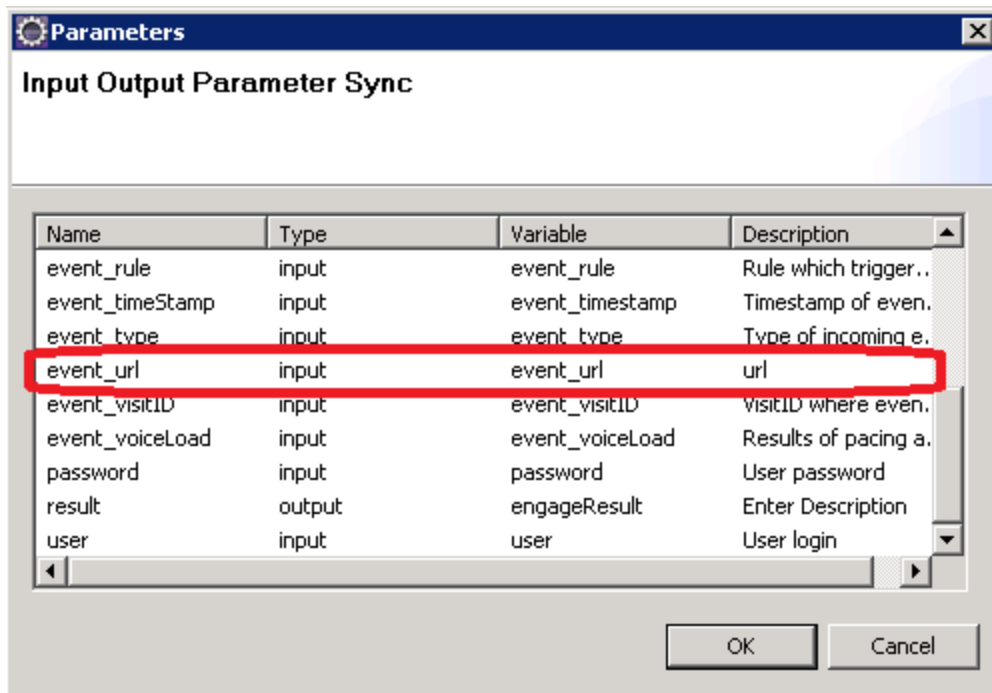 Parameters
Input Output Parameter Sync
Name Type Variable Description
event_rule input event_rule Rule which trigger..
event_timeStamp input event_timestamp Timestamp of even.
event_type input event_type Type of incoming e.
event_url input event_url url
event_visitID input event_visitID VisitID where even.
event_voiceLoad input event_voiceLoad Results of pacing a.
password input password User password
result output engageResult Enter Description
user input user User login
OK Cancel